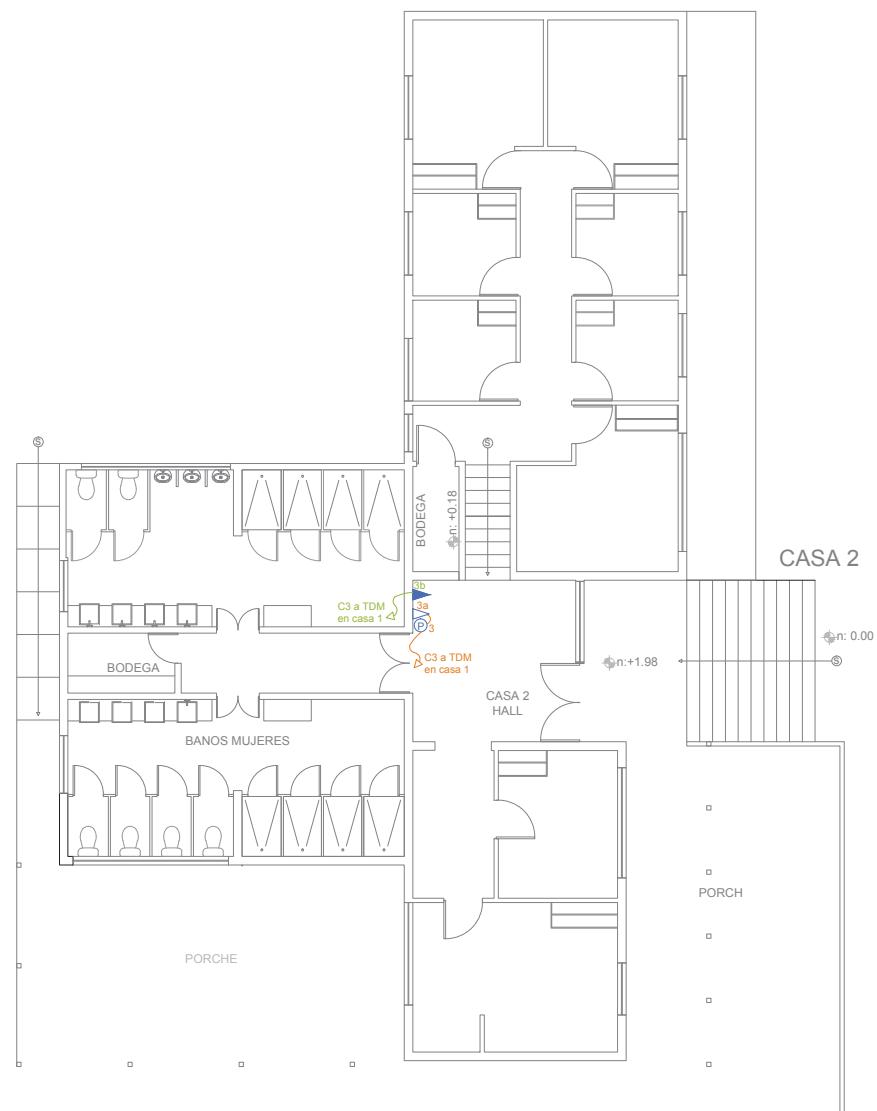 S
S
BODEGA
n: +0.18
CASA 2
3b
C3 a TDM
en casa 1
3a
P
3
n: 0.00
C3 a TDM
en casa 1
n:+1.98
S
BODEGA
CASA 2
HALL
BANOS MUJERES
PORCH
PORCHE